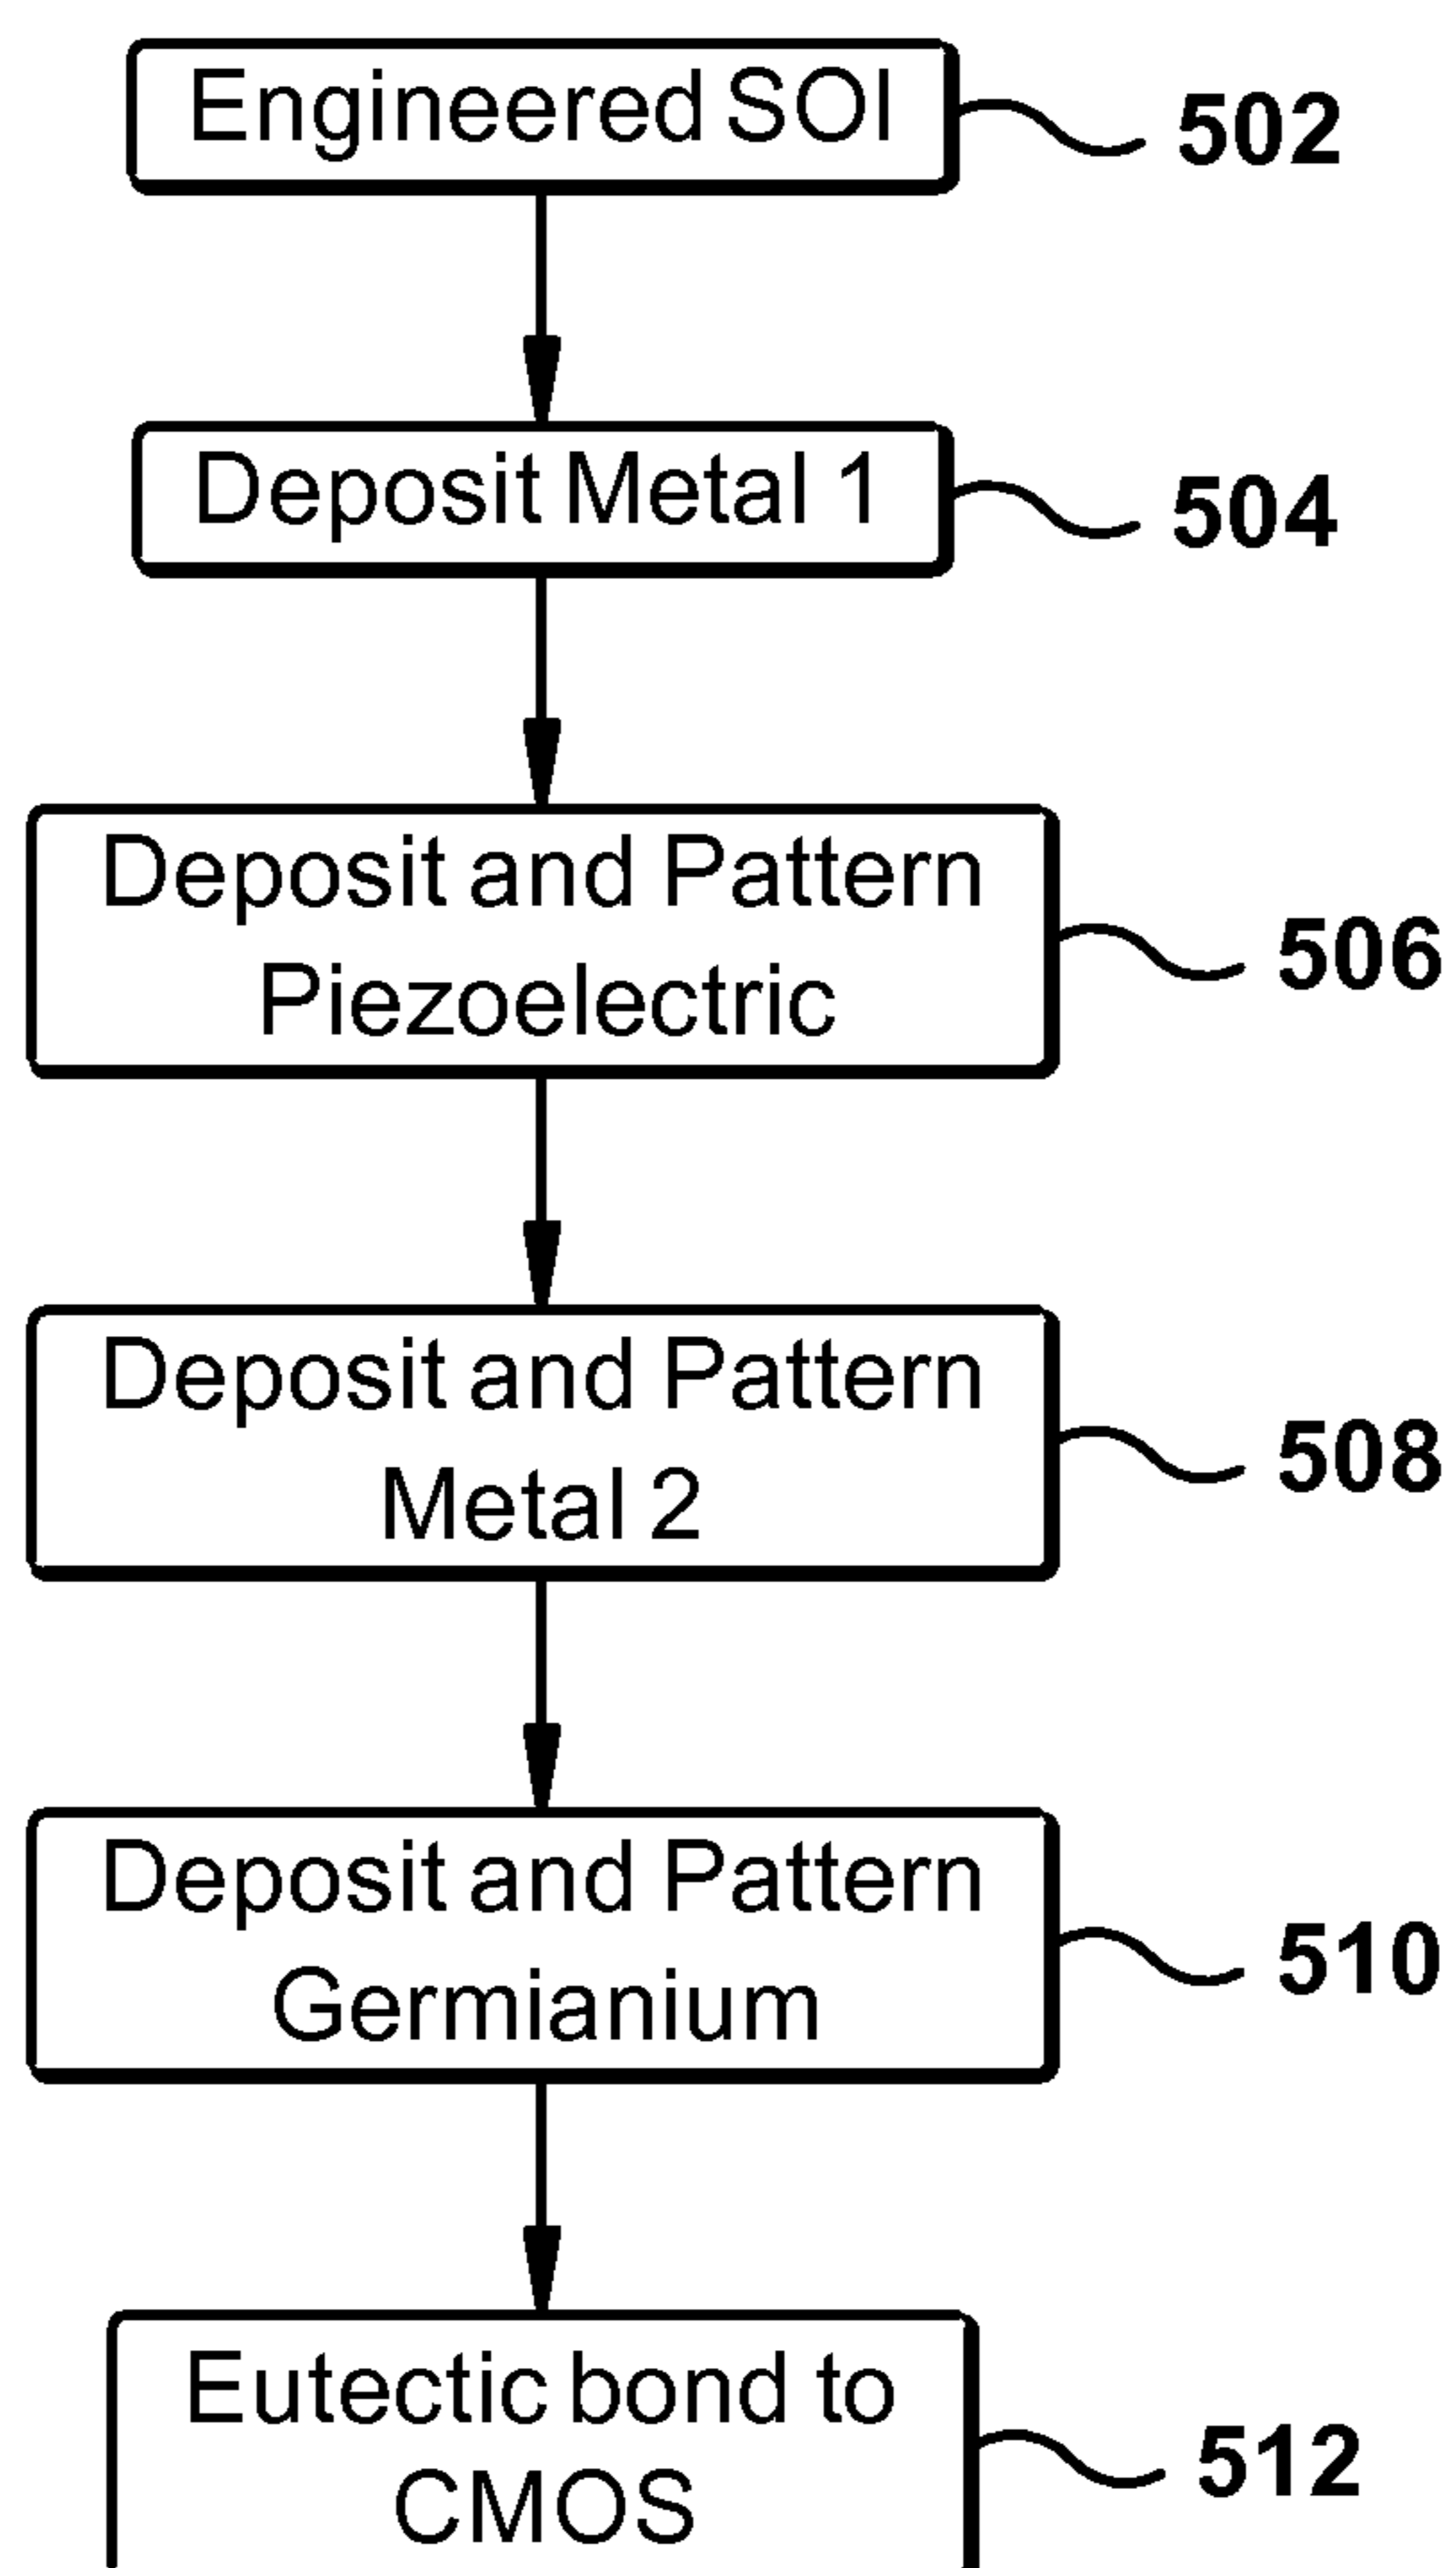 Engineered SOI
502
Deposit Metal 1
504
Deposit and Pattern
Piezoelectric
506
Deposit and Pattern
Metal 2
508
Deposit and Pattern
Germianium
510
Eutectic bond to
CMOS
512